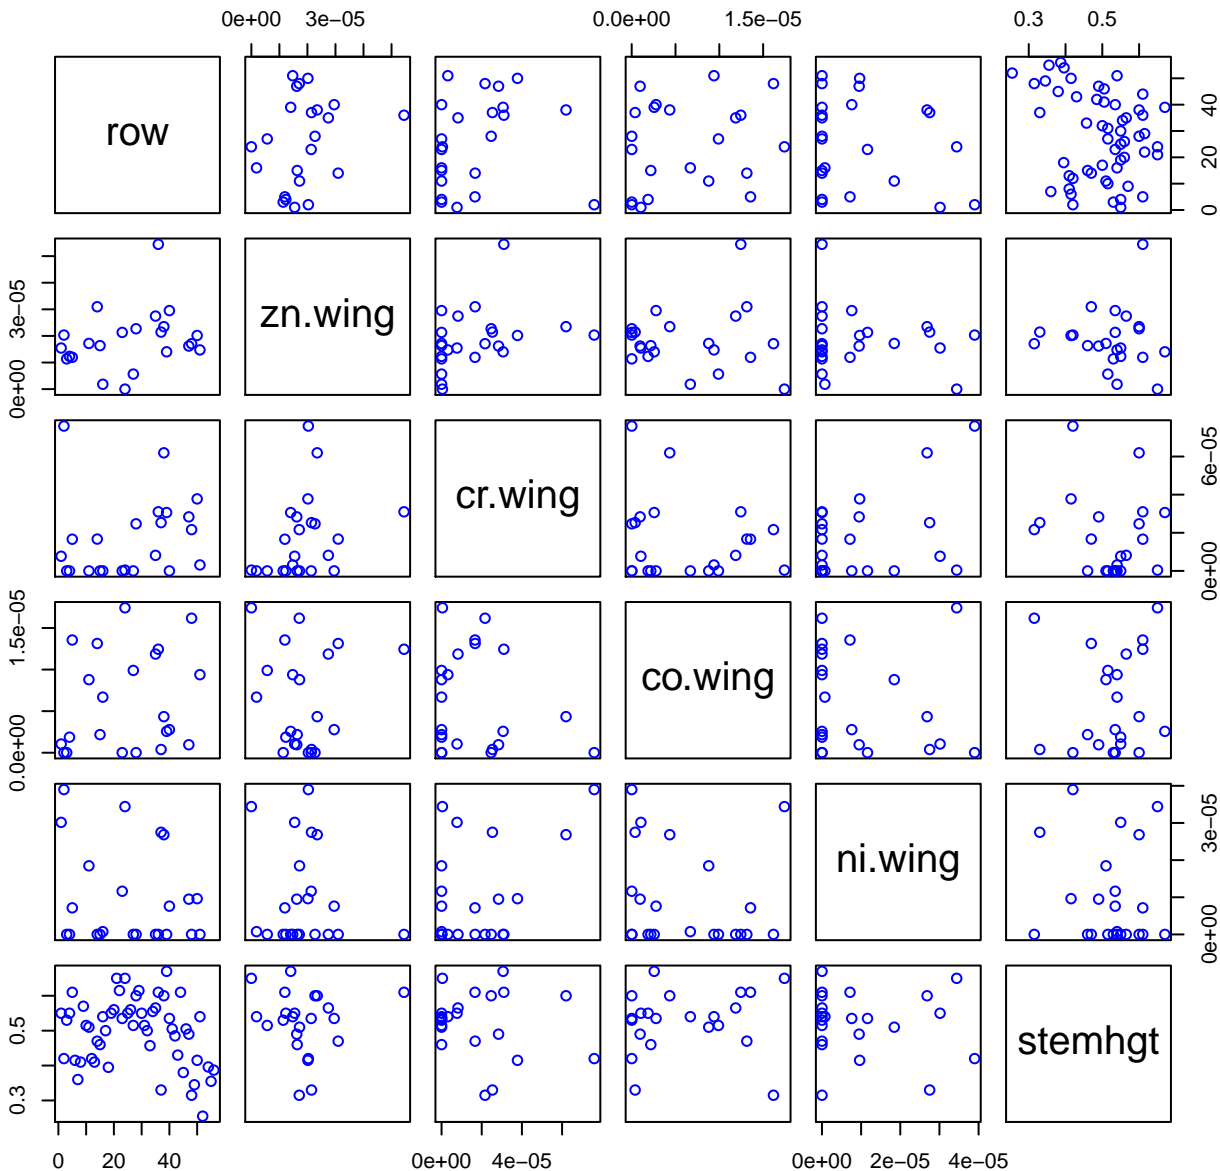 0e+00 3e-05 0.0e+00 1.5e-05 0.3 0.5
row 0 20 40
0e+00 3e-05 zn.wing
cr.wing 0e+00 6e-05
0.0e+00 1.5e-05 co.wing
ni.wing 0e+00 3e-05
0.3 0.5 stemhgt
0 20 40 0e+00 4e-05 0e+00 2e-05 4e-05